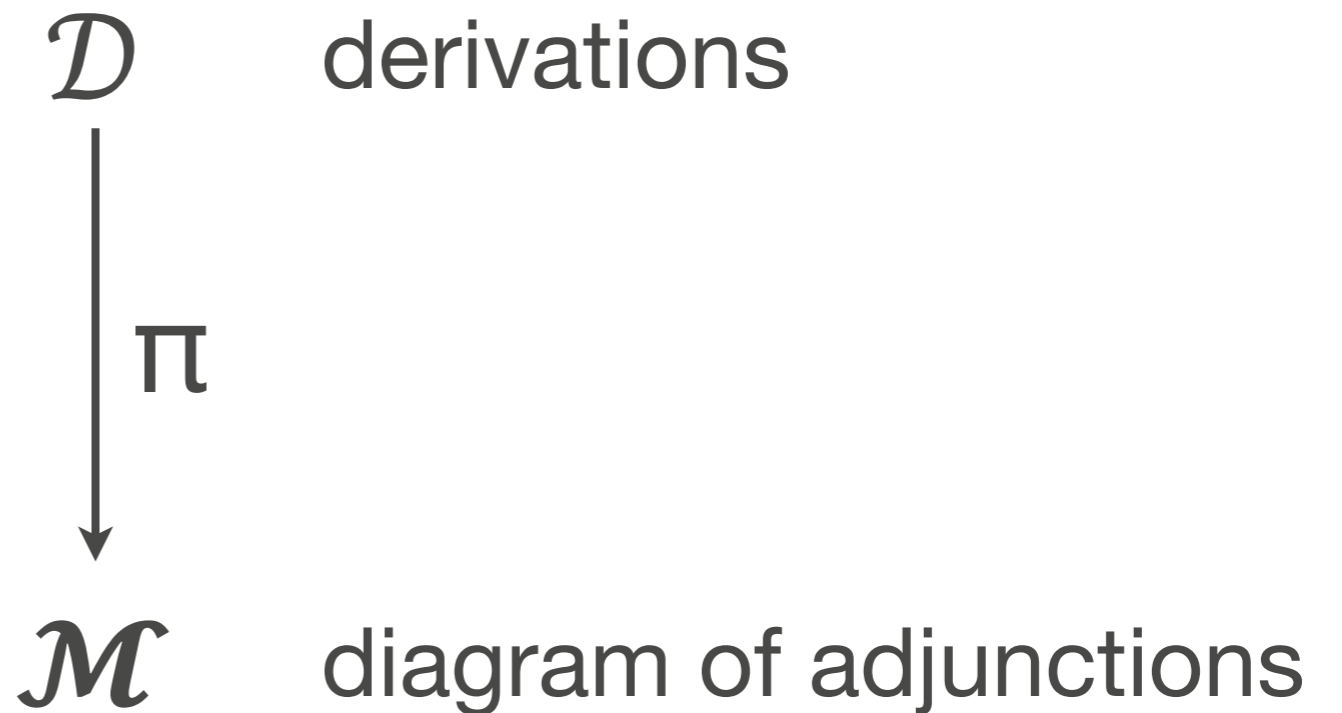 𝒟 derivations
π
ℳ diagram of adjunctions